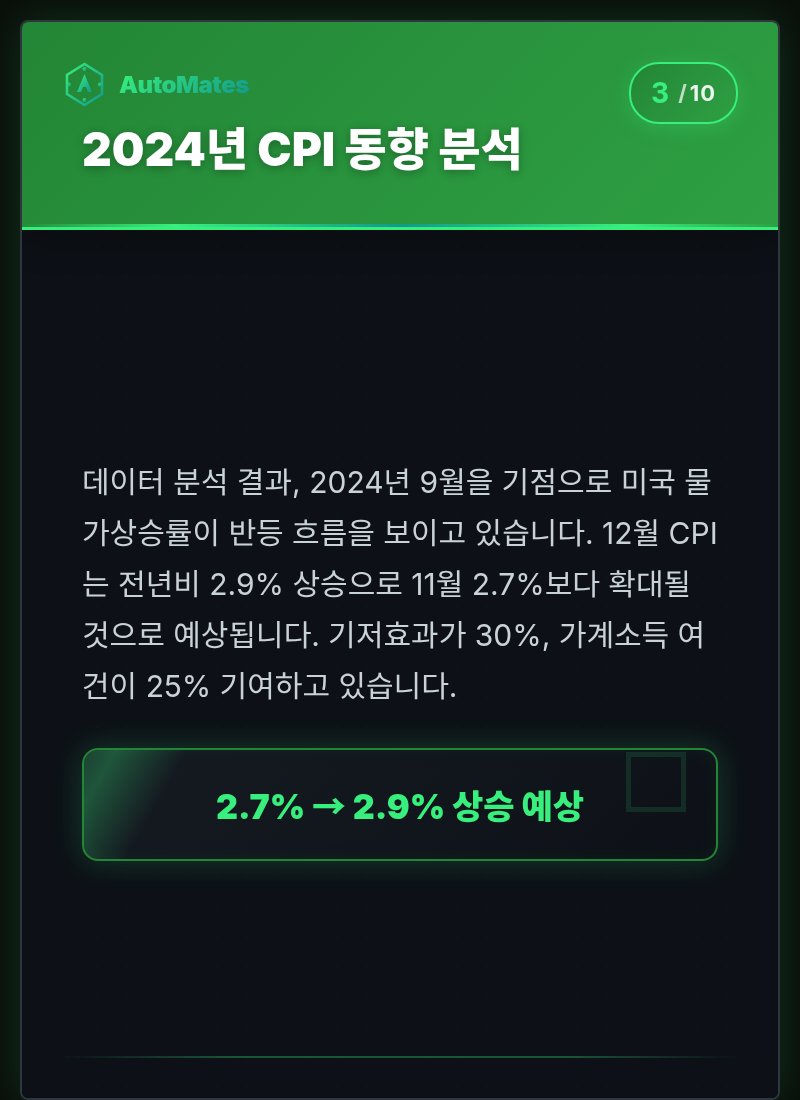 AutoMates
3 /10
2024년 CPI 동향 분석
데이터 분석 결과, 2024년 9월을 기점으로 미국 물
가상승률이 반등 흐름을 보이고 있습니다. 12월 CPI
는 전년비 2.9% 상승으로 11월 2.7%보다 확대될
것으로 예상됩니다. 기저효과가 30%, 가계소득 여
건이 25% 기여하고 있습니다.
2.7% → 2.9% 상승 예상